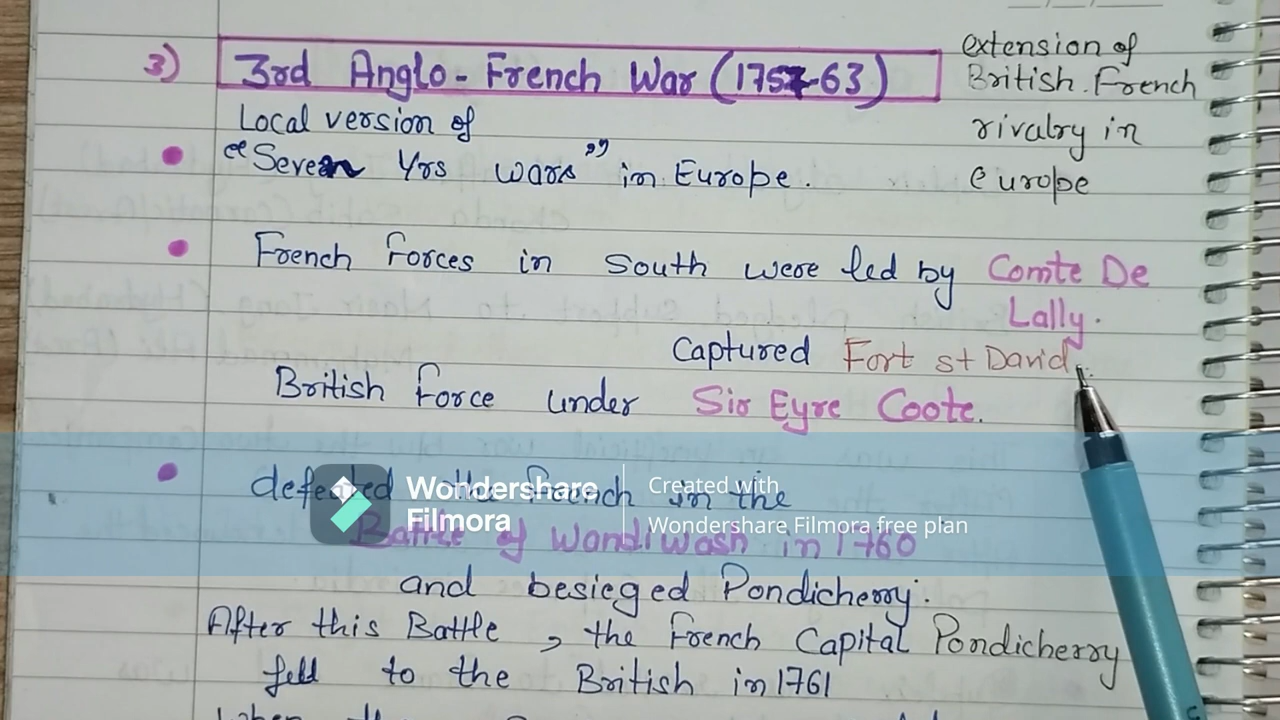 3) 3rd Anglo-French War (1757-63)
extension of
British French
rivalry in
europe
Local version of
"Seven Yrs wars" in Europe.
French forces in South were led by Comte De
Lally.
Captured Fort st David
British Force under Sir Eyre Coote.
defeated the french in the
Battle of Wandiwash in 1760
Wondershare
Filmora
Created with
Wondershare Filmora free plan
and besieged Pondicherry.
After this Battle, the French Capital Pondicherry
fell to the British in 1761